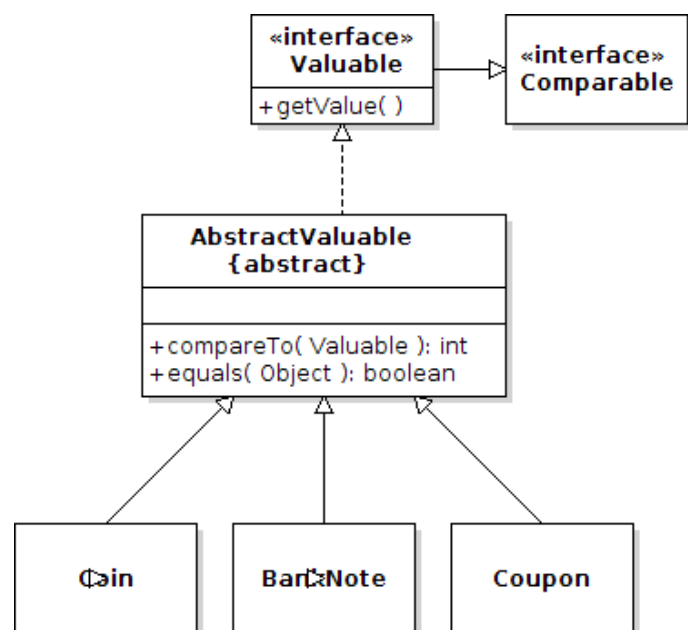 «interface»
Valuable
+getValue( )
«interface»
Comparable
AbstractValuable
{abstract}
+compareTo( Valuable ): int
+equals( Object ): boolean
Coin
BankNote
Coupon